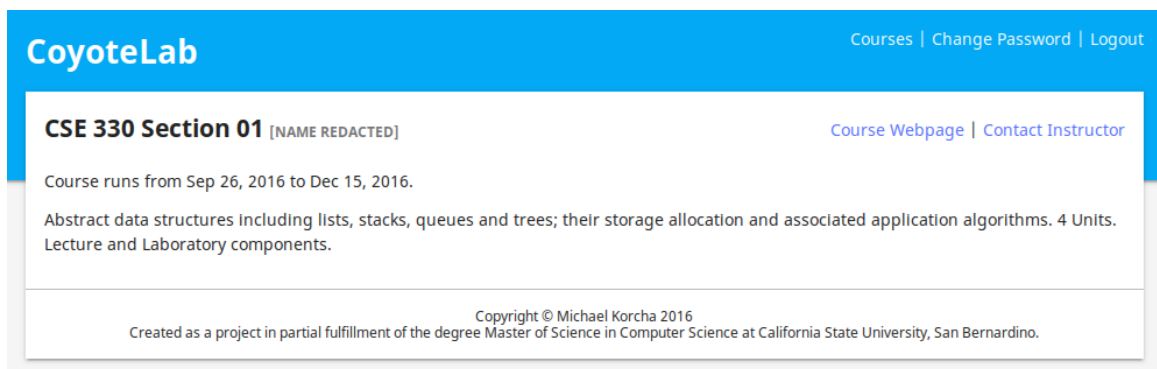 CoyoteLab
Courses | Change Password | Logout
CSE 330 Section 01 [NAME REDACTED]
Course Webpage | Contact Instructor
Course runs from Sep 26, 2016 to Dec 15, 2016.
Abstract data structures including lists, stacks, queues and trees; their storage allocation and associated application algorithms. 4 Units.
Lecture and Laboratory components.
Copyright © Michael Korcha 2016
Created as a project in partial fulfillment of the degree Master of Science in Computer Science at California State University, San Bernardino.